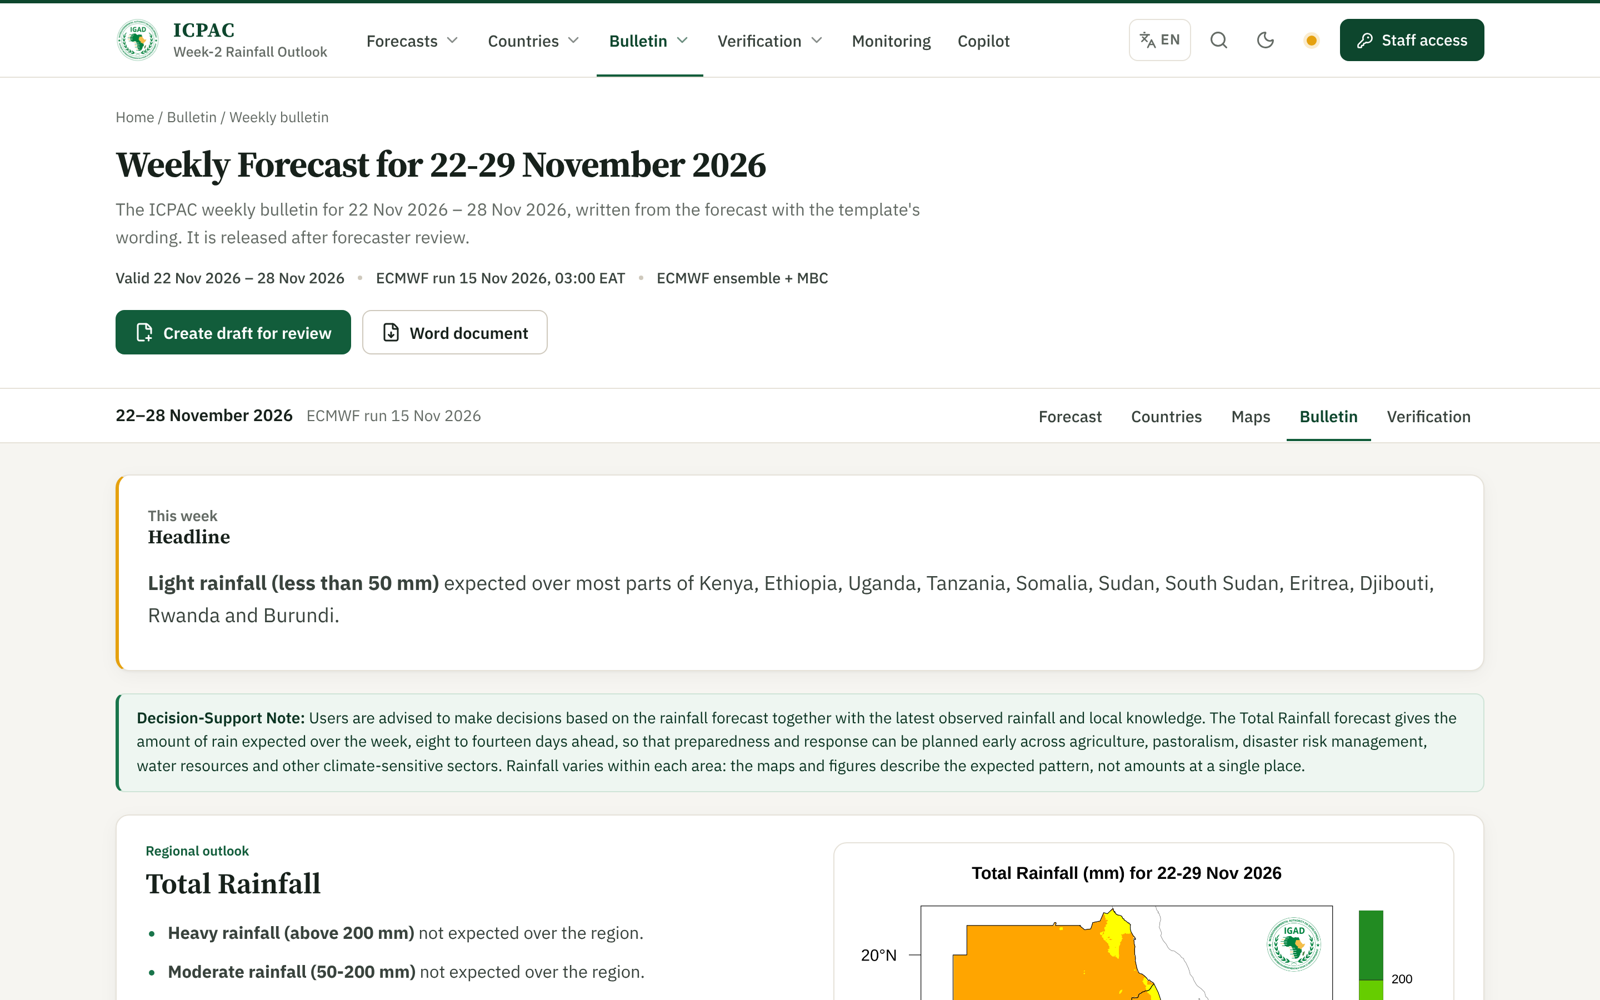 ICPAC
Week-2 Rainfall Outlook
Forecasts
Countries
Bulletin
Verification
Monitoring
Copilot
EN
Staff access
Home / Bulletin / Weekly bulletin
Weekly Forecast for 22-29 November 2026
The ICPAC weekly bulletin for 22 Nov 2026 – 28 Nov 2026, written from the forecast with the template's
wording. It is released after forecaster review.
Valid 22 Nov 2026 – 28 Nov 2026 • ECMWF run 15 Nov 2026, 03:00 EAT • ECMWF ensemble + MBC
Create draft for review
Word document
22–28 November 2026 ECMWF run 15 Nov 2026
Forecast
Countries
Maps
Bulletin
Verification
This week
Headline
Light rainfall (less than 50 mm) expected over most parts of Kenya, Ethiopia, Uganda, Tanzania, Somalia, Sudan, South Sudan, Eritrea, Djibouti,
Rwanda and Burundi.
Decision-Support Note: Users are advised to make decisions based on the rainfall forecast together with the latest observed rainfall and local knowledge. The Total Rainfall forecast gives the
amount of rain expected over the week, eight to fourteen days ahead, so that preparedness and response can be planned early across agriculture, pastoralism, disaster risk management,
water resources and other climate-sensitive sectors. Rainfall varies within each area: the maps and figures describe the expected pattern, not amounts at a single place.
Regional outlook
Total Rainfall
• Heavy rainfall (above 200 mm) not expected over the region.
• Moderate rainfall (50-200 mm) not expected over the region.
Total Rainfall (mm) for 22-29 Nov 2026
IGAD
20°N
200